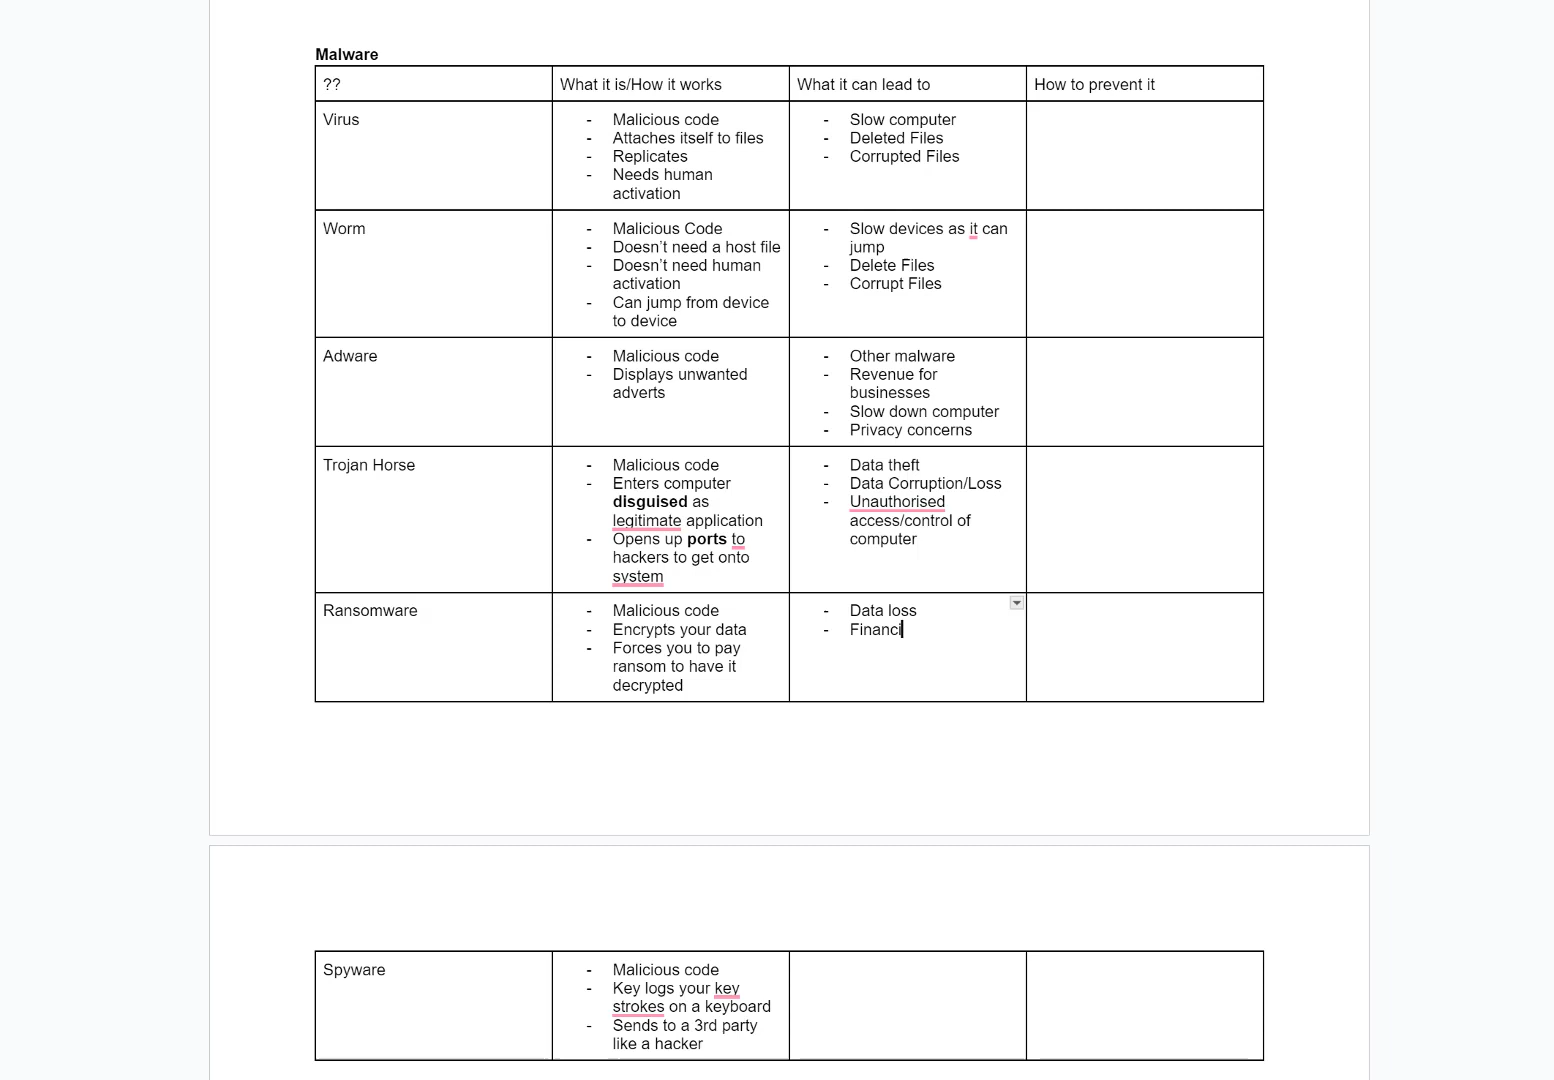 Malware
?? What it is/How it works What it can lead to How to prevent it
Virus
- Malicious code
- Attaches itself to files
- Replicates
- Needs human
activation
- Slow computer
- Deleted Files
- Corrupted Files
Worm
- Malicious Code
- Doesn’t need a host file
- Doesn’t need human
activation
- Can jump from device
to device
- Slow devices as it can
jump
- Delete Files
- Corrupt Files
Adware
- Malicious code
- Displays unwanted
adverts
- Other malware
- Revenue for
businesses
- Slow down computer
- Privacy concerns
Trojan Horse
- Malicious code
- Enters computer
disguised as
legitimate application
- Opens up ports to
hackers to get onto
system
- Data theft
- Data Corruption/Loss
- Unauthorised
access/control of
computer
Ransomware
- Malicious code
- Encrypts your data
- Forces you to pay
ransom to have it
decrypted
- Data loss
- Financi
Spyware
- Malicious code
- Key logs your key
strokes on a keyboard
- Sends to a 3rd party
like a hacker